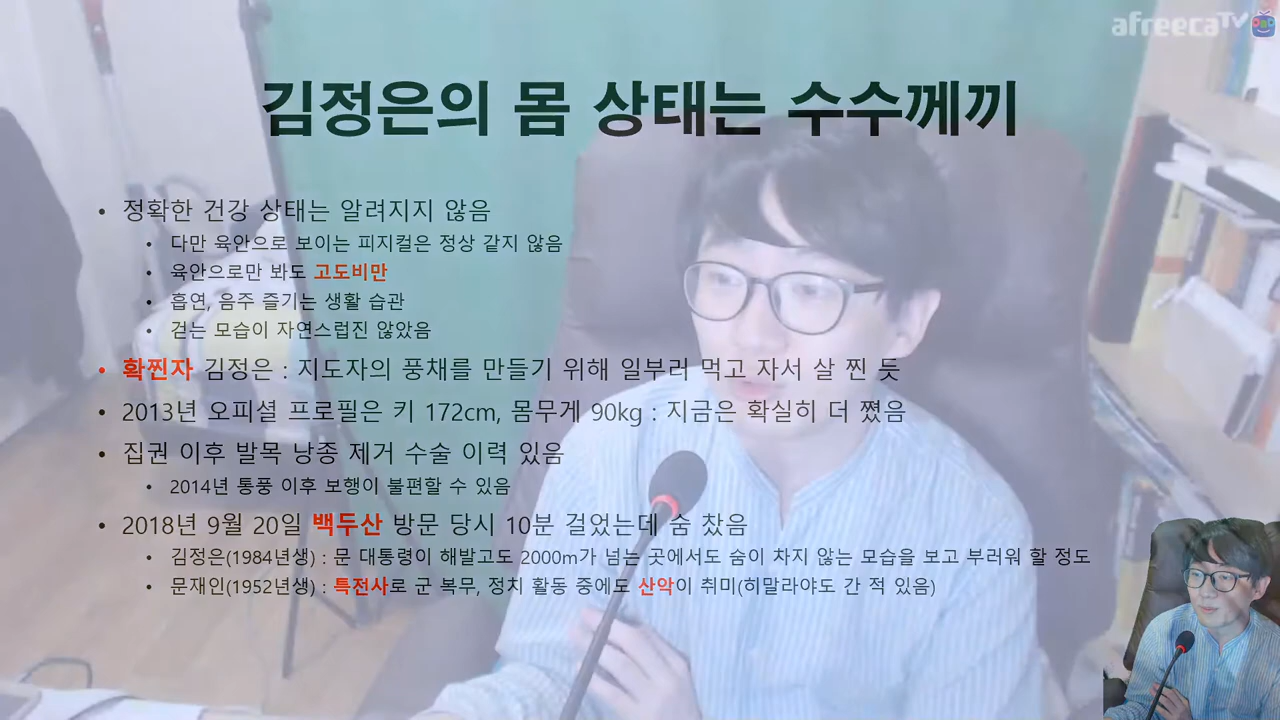 afreecaTV
김정은의 몸 상태는 수수께끼
• 정확한 건강 상태는 알려지지 않음
• 다만 육안으로 보이는 피지컬은 정상 같지 않음
• 육안으로만 봐도 고도비만
• 흡연, 음주 즐기는 생활 습관
• 걷는 모습이 자연스럽진 않았음
• 확찐자 김정은 : 지도자의 풍채를 만들기 위해 일부러 먹고 자서 살 찐 듯
• 2013년 오피셜 프로필은 키 172cm, 몸무게 90kg : 지금은 확실히 더 쪘음
• 집권 이후 발목 낭종 제거 수술 이력 있음
• 2014년 통풍 이후 보행이 불편할 수 있음
• 2018년 9월 20일 백두산 방문 당시 10분 걸었는데 숨 찼음
• 김정은(1984년생) : 문 대통령이 해발고도 2000m가 넘는 곳에서도 숨이 차지 않는 모습을 보고 부러워 할 정도
• 문재인(1952년생) : 특전사로 군 복무, 정치 활동 중에도 산악이 취미(히말라야도 간 적 있음)